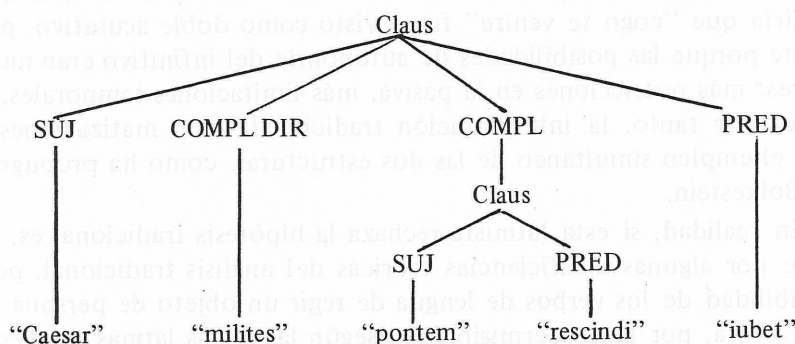 Claus
SUJ COMPL DIR COMPL PRED
Claus
SUJ PRED
“Caesar” “milites” “pontem” “rescindi” “iubet”